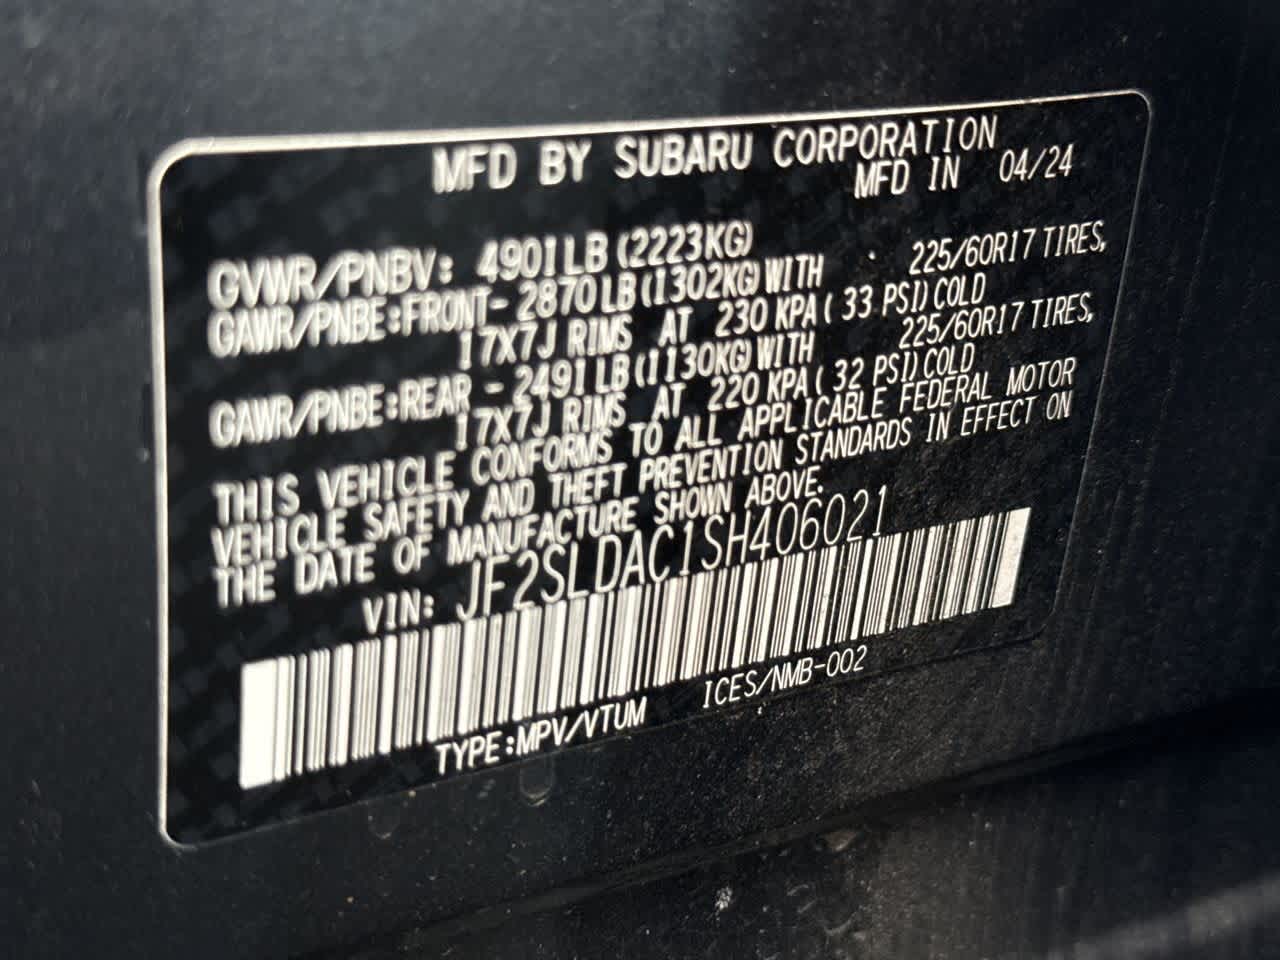 MFD BY SUBARU CORPORATION
MFD IN 04/24
GVWR/PNBV: 4901LB (2223KG)
GAWR/PNBE:FRONT- 2870LB(1302KG)WITH 225/60R17 TIRES,
17X7J RIMS AT 230 KPA( 33 PSI) COLD
GAWR/PNBE:REAR - 2491LB(1130KG)WITH 225/60R17 TIRES,
17X7J RIMS AT 220 KPA( 32 PSI) COLD
THIS VEHICLE CONFORMS TO ALL APPLICABLE FEDERAL MOTOR
VEHICLE SAFETY AND THEFT PREVENTION STANDARDS IN EFFECT ON
THE DATE OF MANUFACTURE SHOWN ABOVE.
VIN: JF2SLDAC1SH406021
TYPE:MPV/VTUM ICES/NMB-002